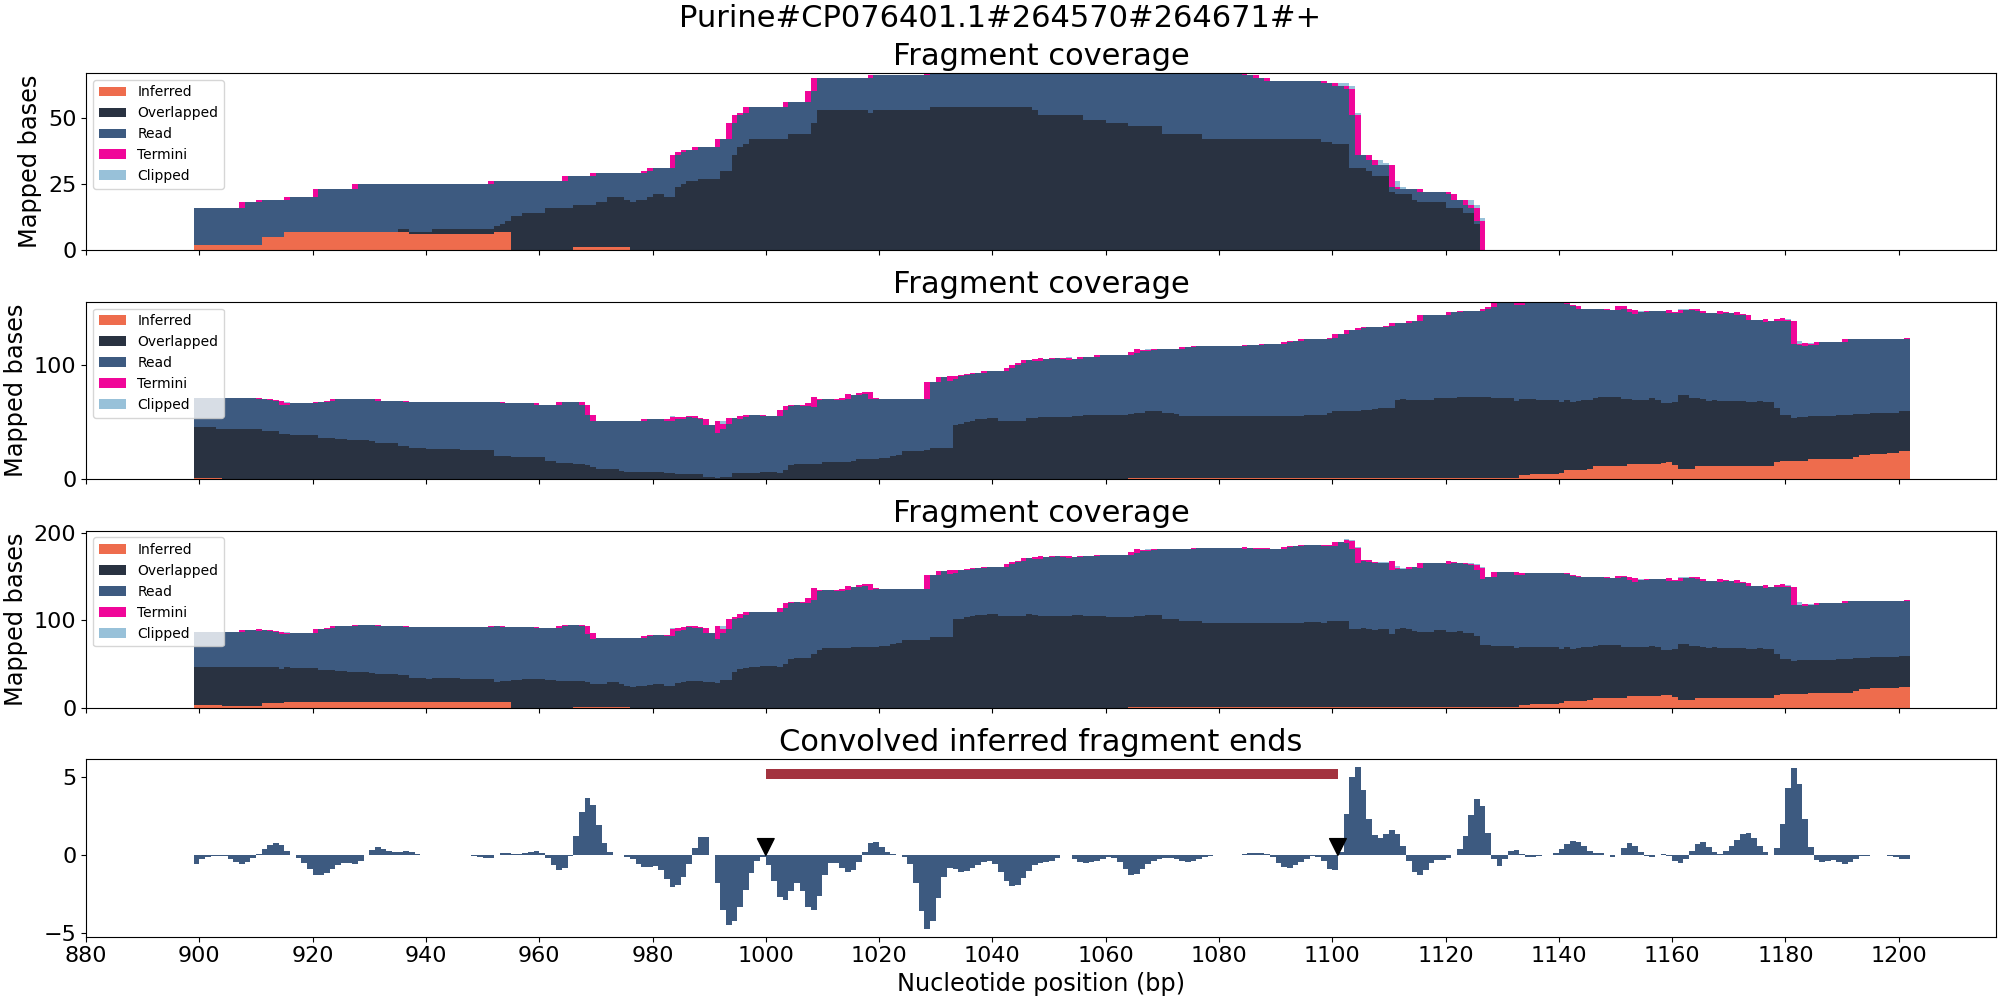 Purine#CP076401.1#264570#264671#+
Fragment coverage
Mapped bases
50
25
0
Inferred
Overlapped
Read
Termini
Clipped
Fragment coverage
Mapped bases
100
0
Inferred
Overlapped
Read
Termini
Clipped
Fragment coverage
Mapped bases
200
100
0
Inferred
Overlapped
Read
Termini
Clipped
Convolved inferred fragment ends
5
0
−5
880 900 920 940 960 980 1000 1020 1040 1060 1080 1100 1120 1140 1160 1180 1200
Nucleotide position (bp)